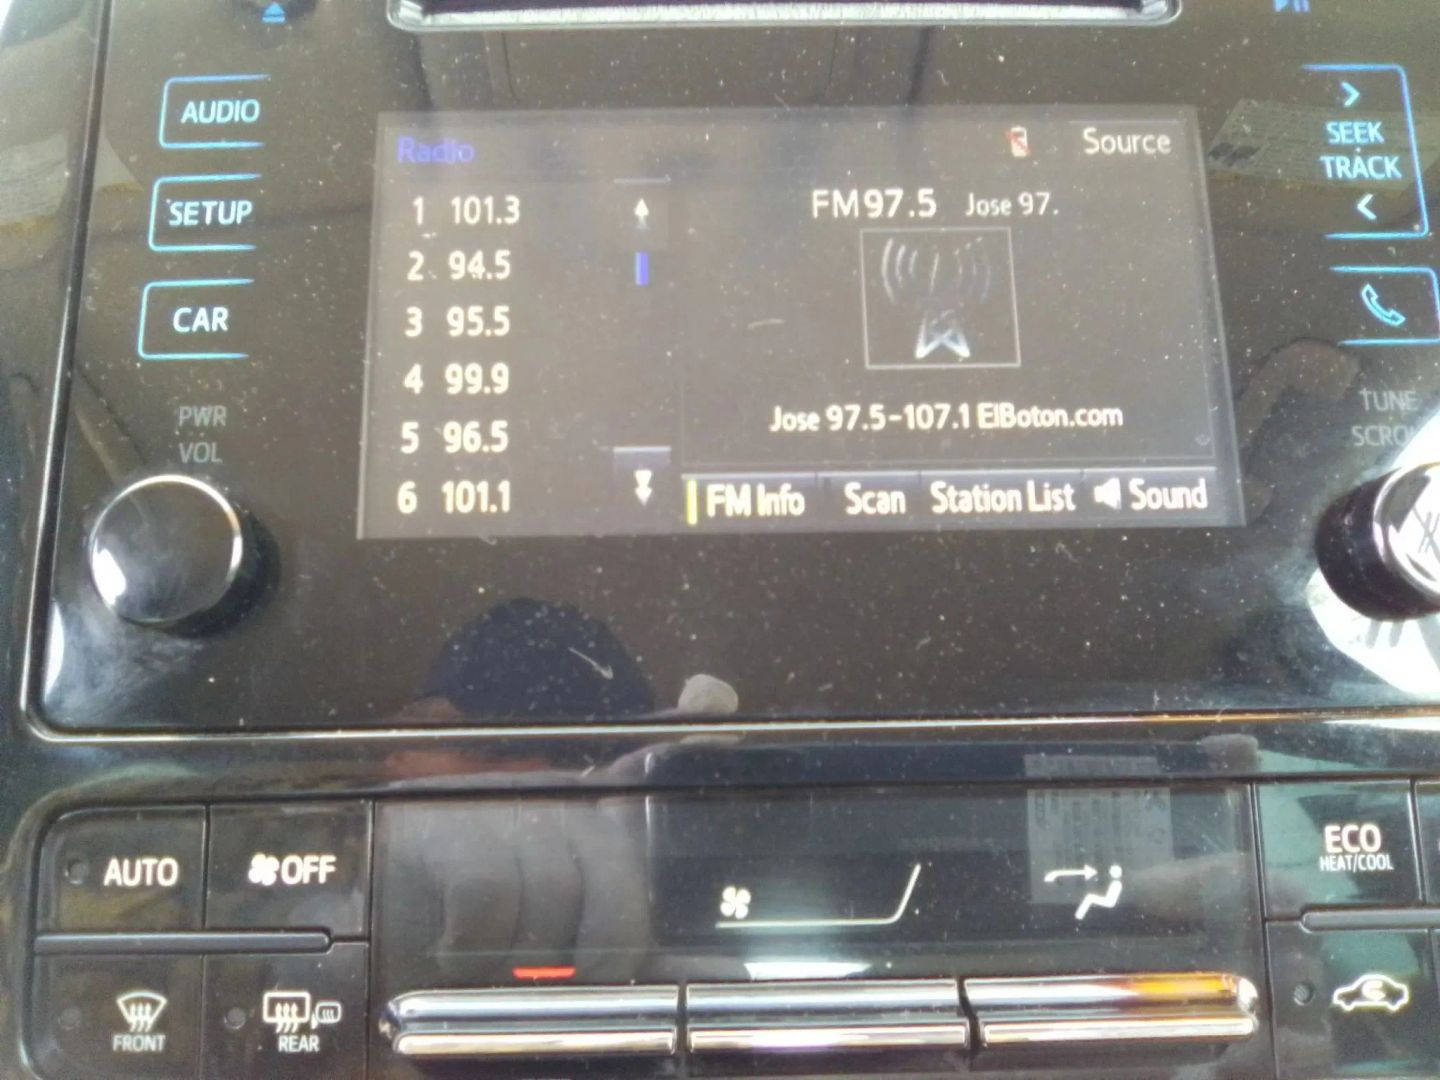 AUDIO
SETUP
CAR
PWR
VOL
Radio
Source
1 101.3
2 94.5
3 95.5
4 99.9
5 96.5
6 101.1
FM 97.5 Jose 97.
Jose 97.5-107.1 ElBoton.com
FM Info Scan Station List Sound
>
SEEK
TRACK
<
TUNE
AUTO
OFF
FRONT
REAR
ECO
HEAT/COOL